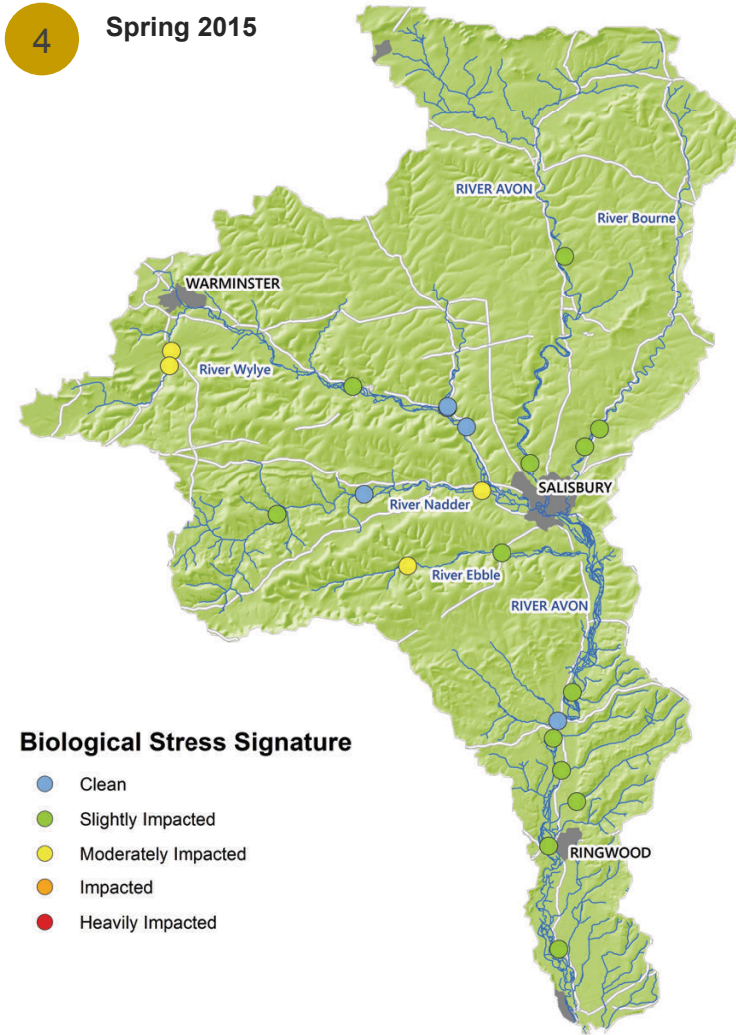 4
Spring 2015
RIVER AVON
River Bourne
WARMINSTER
River Wylye
SALISBURY
River Nadder
River Ebble
RIVER AVON
Biological Stress Signature
Clean
Slightly Impacted
Moderately Impacted
RINGWOOD
Impacted
Heavily Impacted